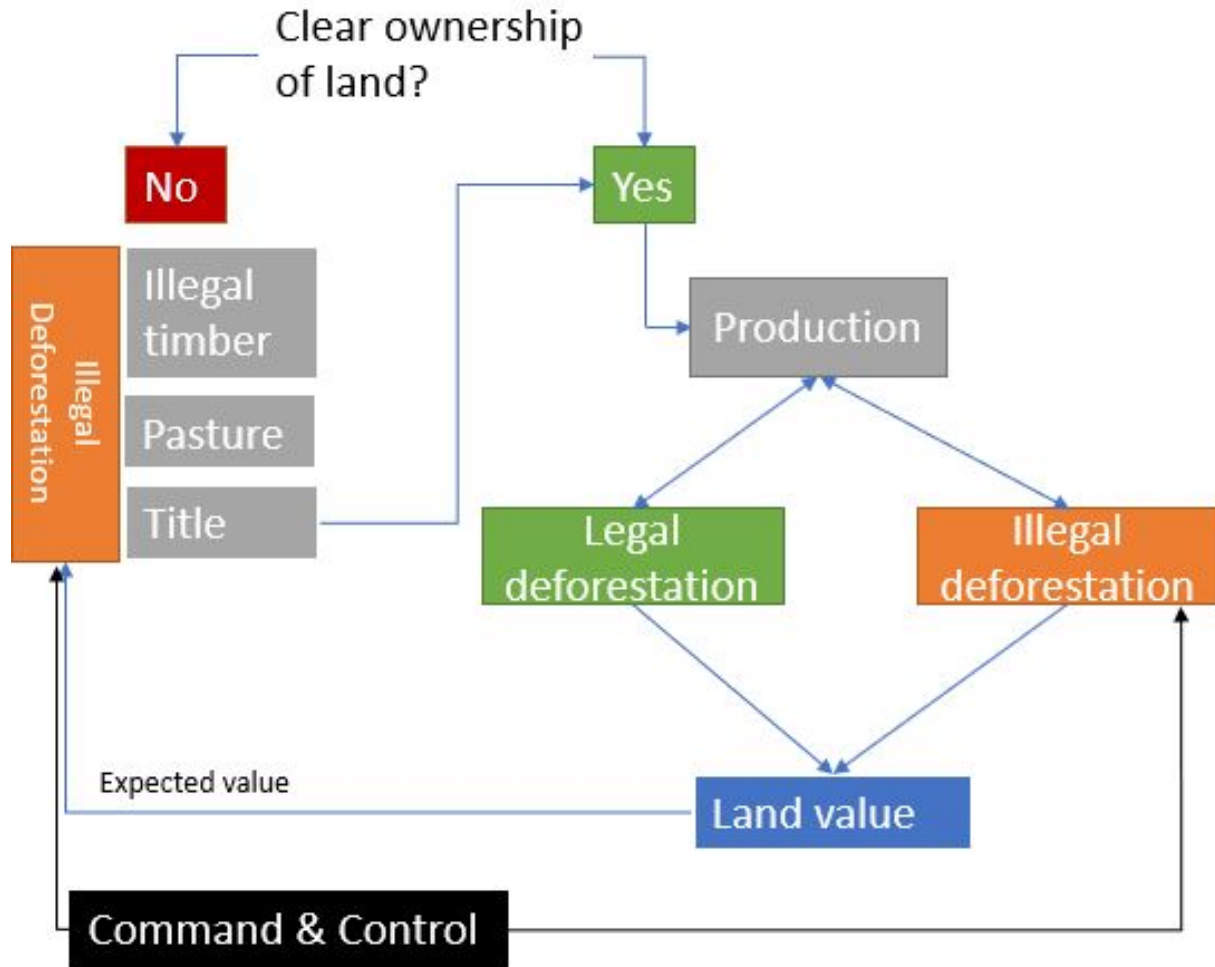 Clear ownership
of land?
No
Yes
Illegal
Deforestation
Illegal
timber
Pasture
Title
Production
Legal
deforestation
Illegal
deforestation
Expected value
Land value
Command & Control